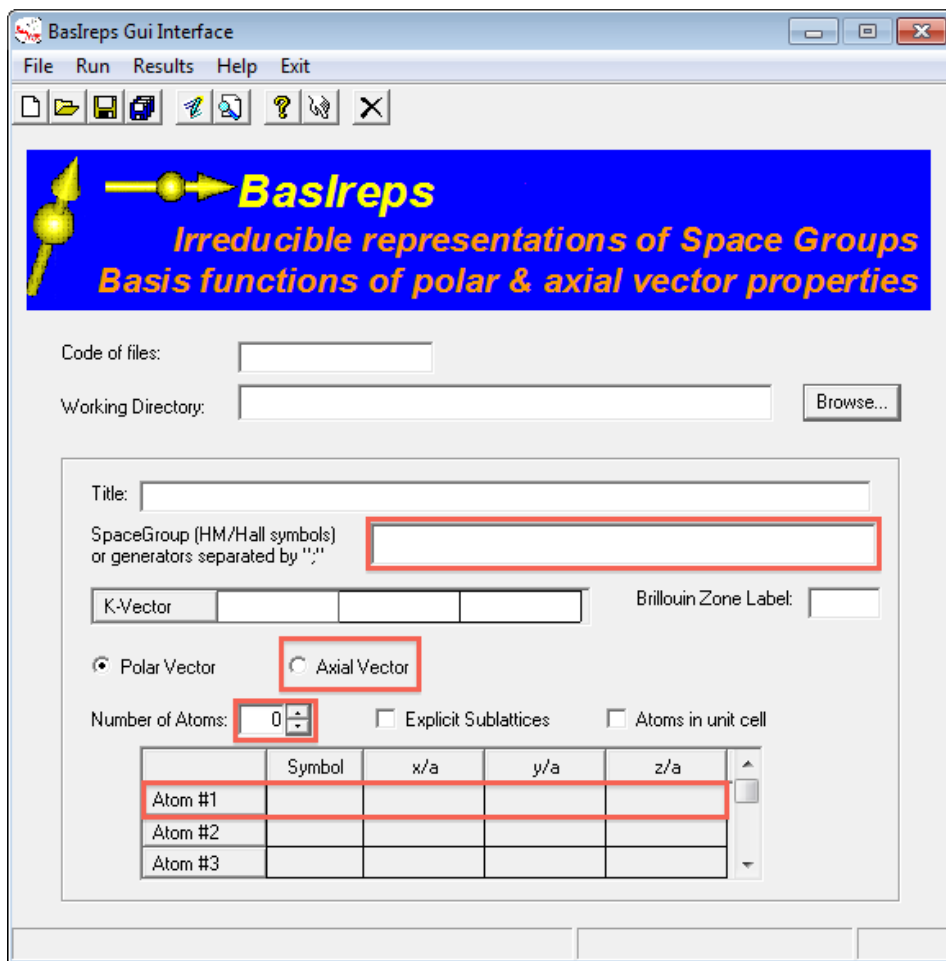 BasIreps Gui Interface
File Run Results Help Exit
BasIreps
Irreducible representations of Space Groups
Basis functions of polar & axial vector properties
Code of files:
Working Directory:
Browse...
Title:
SpaceGroup (HM/Hall symbols)
or generators separated by ";"
K-Vector
Brillouin Zone Label:
Polar Vector
Axial Vector
Number of Atoms: 0
Explicit Sublattices
Atoms in unit cell
Symbol x/a y/a z/a
Atom #1
Atom #2
Atom #3